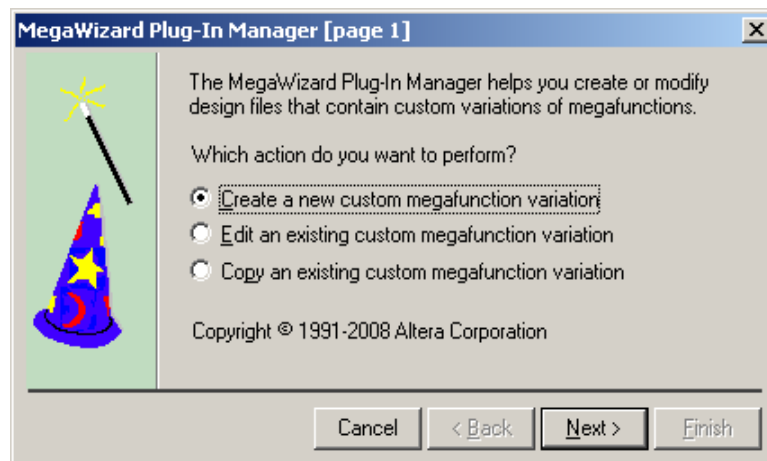 MegaWizard Plug-In Manager [page 1]
The MegaWizard Plug-In Manager helps you create or modify
design files that contain custom variations of megafunctions.
Which action do you want to perform?
Create a new custom megafunction variation
Edit an existing custom megafunction variation
Copy an existing custom megafunction variation
Copyright © 1991-2008 Altera Corporation
Cancel < Back Next > Finish